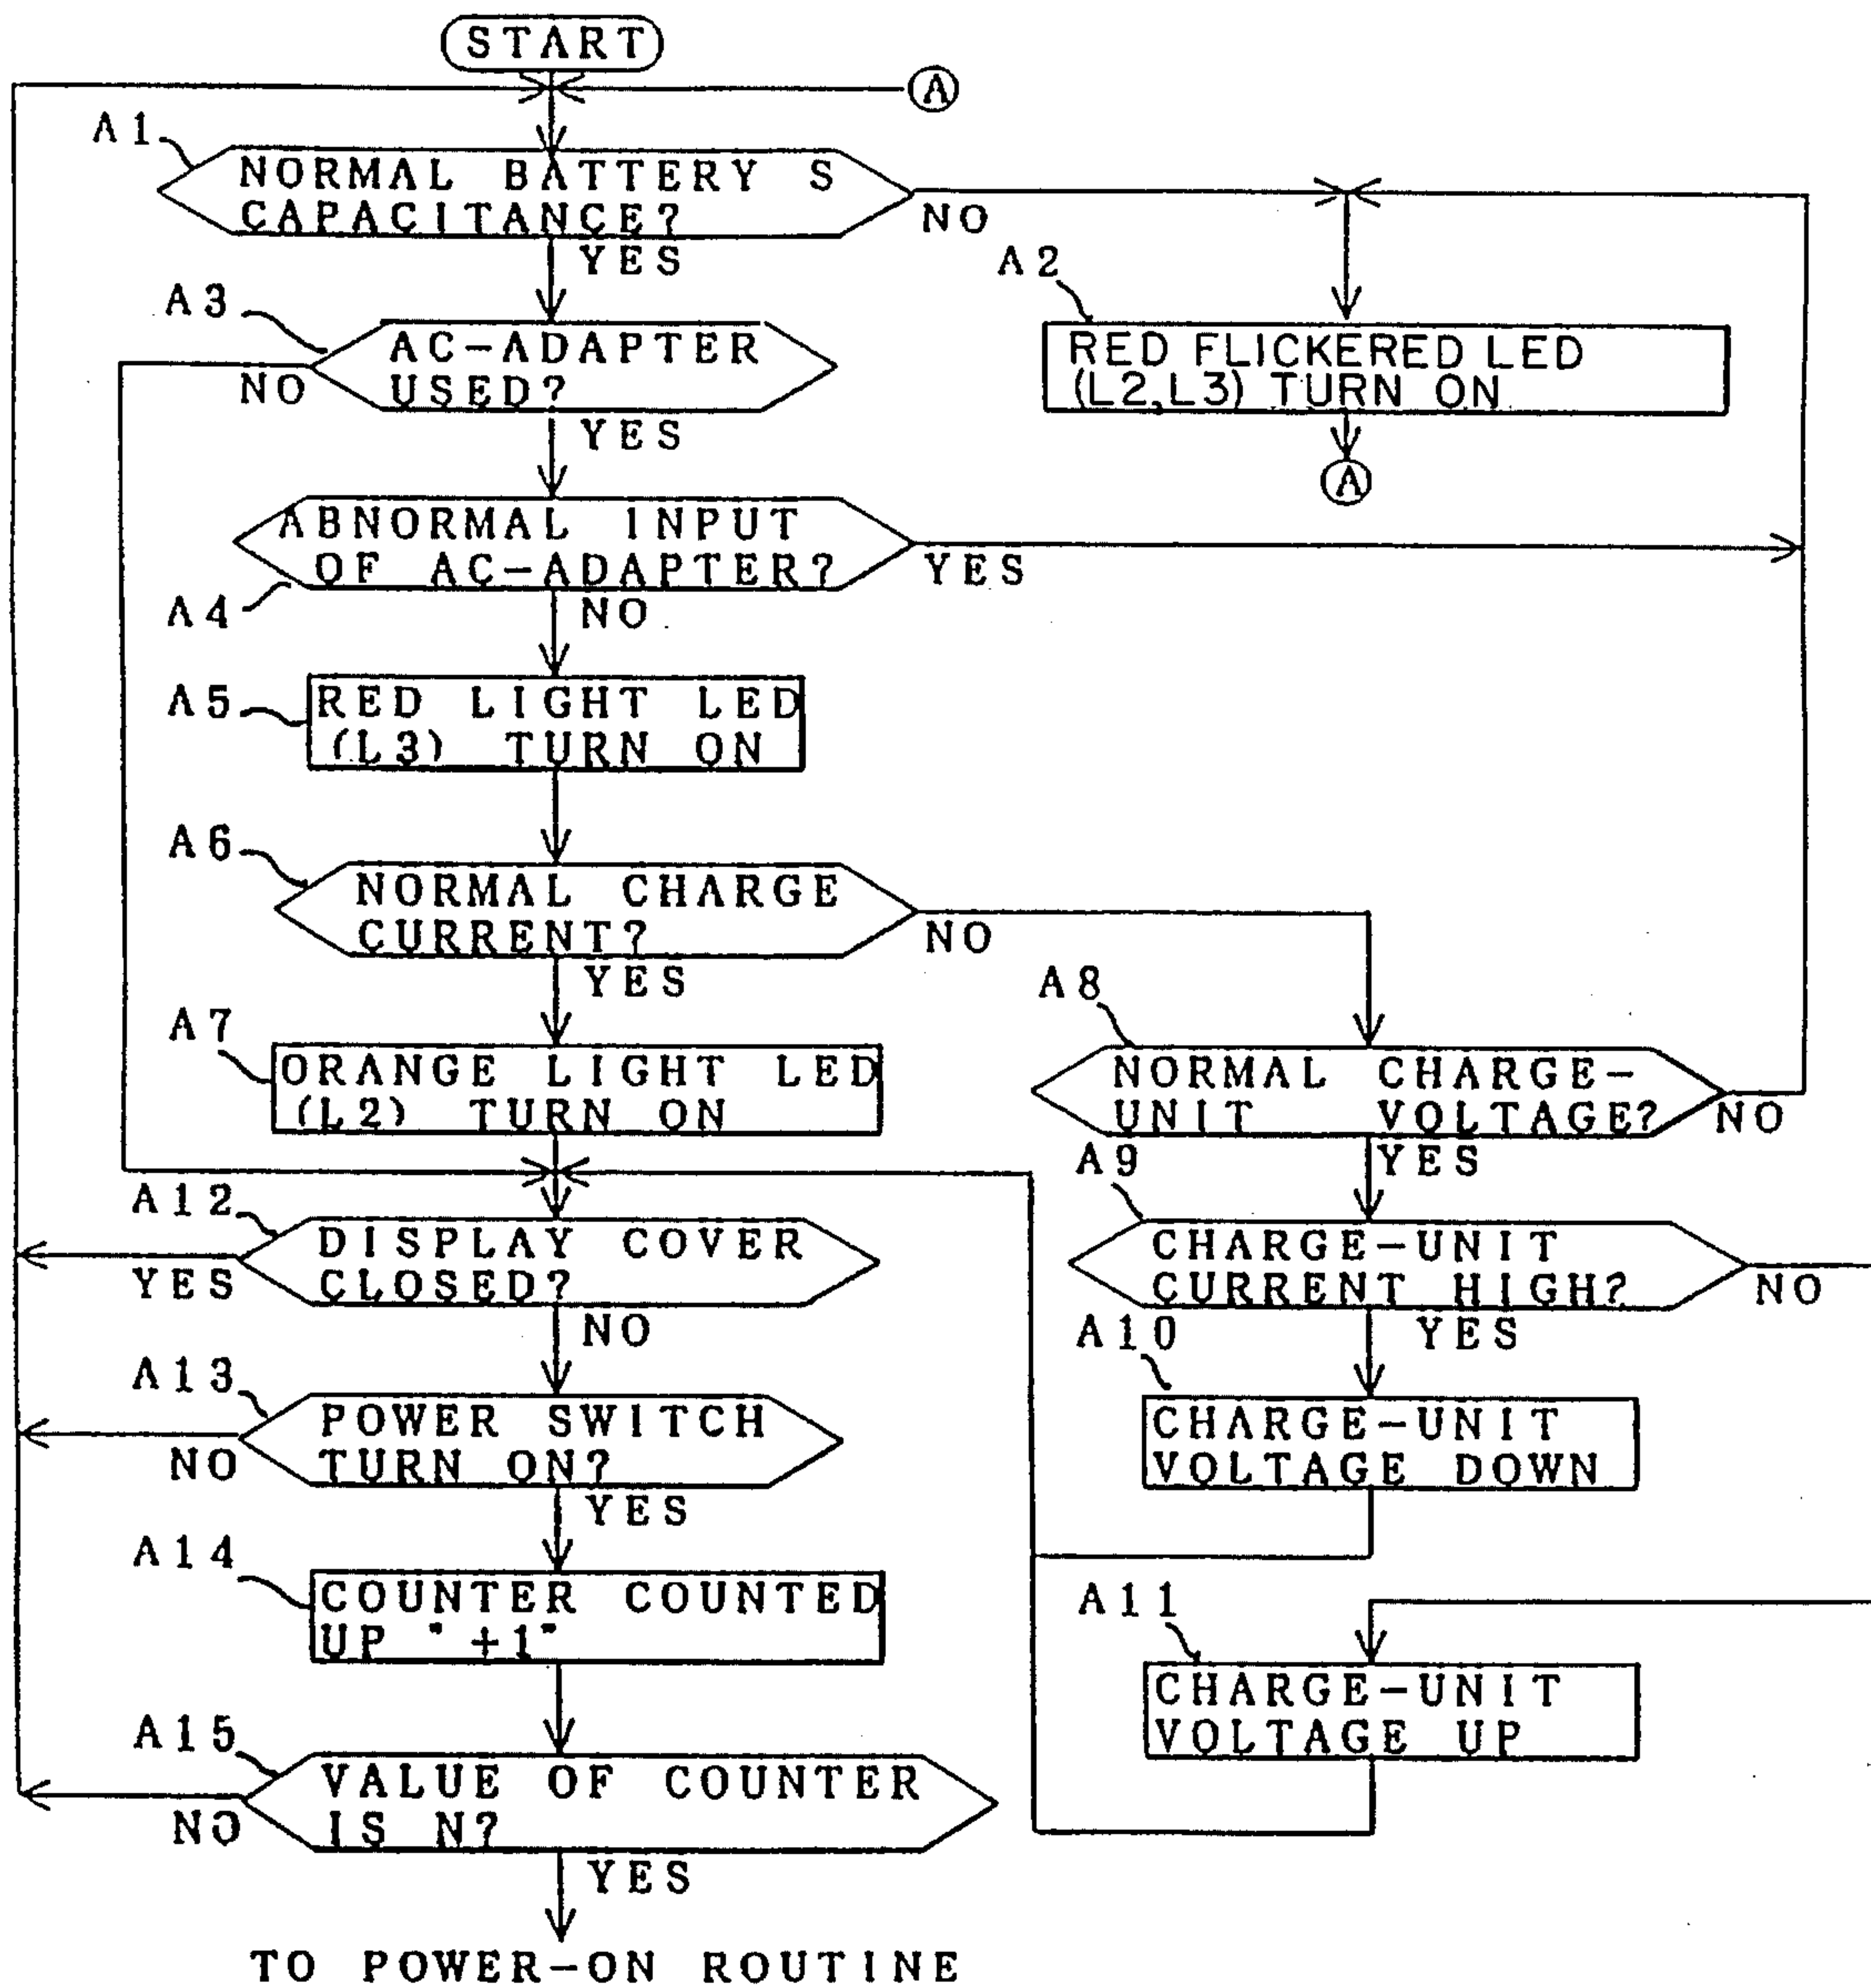 START
A
A1
NORMAL BATTERY S
CAPACITANCE?
NO
YES
A2
RED FLICKERED LED
(L2,L3) TURN ON
A
A3
AC-ADAPTER
USED?
NO
YES
ABNORMAL INPUT
OF AC-ADAPTER?
YES
A4
NO
A5
RED LIGHT LED
(L3) TURN ON
A6
NORMAL CHARGE
CURRENT?
NO
YES
A7
ORANGE LIGHT LED
(L2) TURN ON
A8
NORMAL CHARGE-
UNIT VOLTAGE?
NO
YES
A9
CHARGE-UNIT
CURRENT HIGH?
NO
YES
A10
CHARGE-UNIT
VOLTAGE DOWN
A11
CHARGE-UNIT
VOLTAGE UP
A12
DISPLAY COVER
CLOSED?
YES
NO
A13
POWER SWITCH
TURN ON?
NO
YES
A14
COUNTER COUNTED
UP "+1"
A15
VALUE OF COUNTER
IS N?
NO
YES
TO POWER-ON ROUTINE